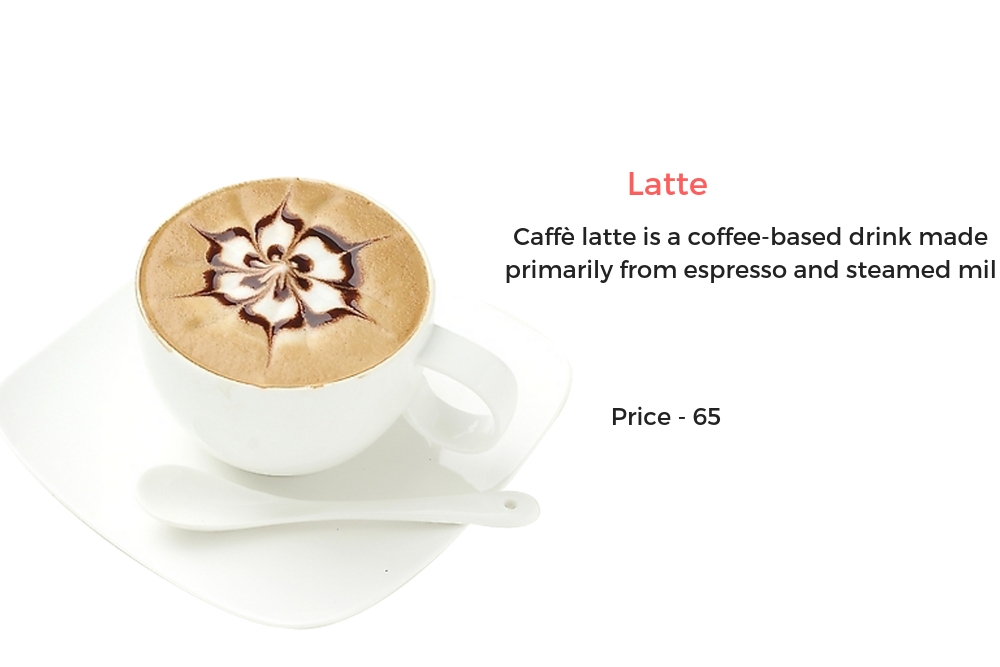 Latte
Caffè latte is a coffee-based drink made
primarily from espresso and steamed mil
Price - 65